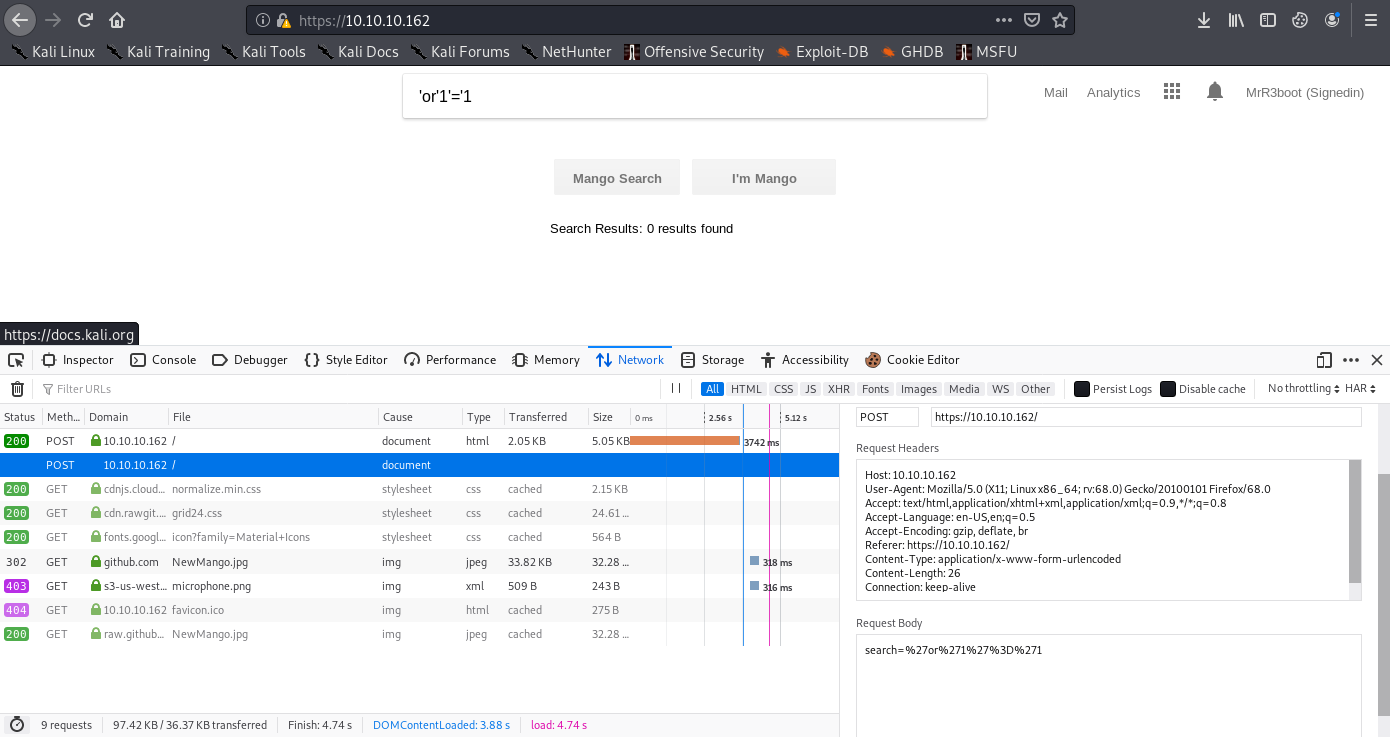 https://10.10.10.162
Kali Linux Kali Training Kali Tools Kali Docs Kali Forums NetHunter Offensive Security Exploit-DB GHDB MSFU
'or'1'='1
Mail Analytics MrR3boot (Signedin)
Mango Search I'm Mango
Search Results: 0 results found
https://docs.kali.org
Inspector Console Debugger Style Editor Performance Memory Network Storage Accessibility Cookie Editor
Filter URLs All HTML CSS JS XHR Fonts Images Media WS Other Persist Logs Disable cache No throttling HAR
Status Meth... Domain File Cause Type Transferred Size 0 ms 2.56 s 5.12 s
200 POST 10.10.10.162 / document html 2.05 KB 5.05 KB 3742 ms
POST 10.10.10.162 / document
200 GET cdnjs.cloud... normalize.min.css stylesheet css cached 2.15 KB
200 GET cdn.rawgit.... grid24.css stylesheet css cached 24.61 ...
200 GET fonts.googl... icon?family=Material+Icons stylesheet css cached 564 B
302 GET github.com NewMango.jpg img jpeg 33.82 KB 32.28 ... 318 ms
403 GET s3-us-west... microphone.png img xml 509 B 243 B 316 ms
404 GET 10.10.10.162 favicon.ico img html cached 275 B
200 GET raw.github... NewMango.jpg img jpeg cached 32.28 ...
POST https://10.10.10.162/
Request Headers
Host: 10.10.10.162
User-Agent: Mozilla/5.0 (X11; Linux x86_64; rv:68.0) Gecko/20100101 Firefox/68.0
Accept: text/html,application/xhtml+xml,application/xml;q=0.9,*/*;q=0.8
Accept-Language: en-US,en;q=0.5
Accept-Encoding: gzip, deflate, br
Referer: https://10.10.10.162/
Content-Type: application/x-www-form-urlencoded
Content-Length: 26
Connection: keep-alive
Request Body
search=%27or%271%27%3D%271
9 requests 97.42 KB / 36.37 KB transferred Finish: 4.74 s DOMContentLoaded: 3.88 s load: 4.74 s